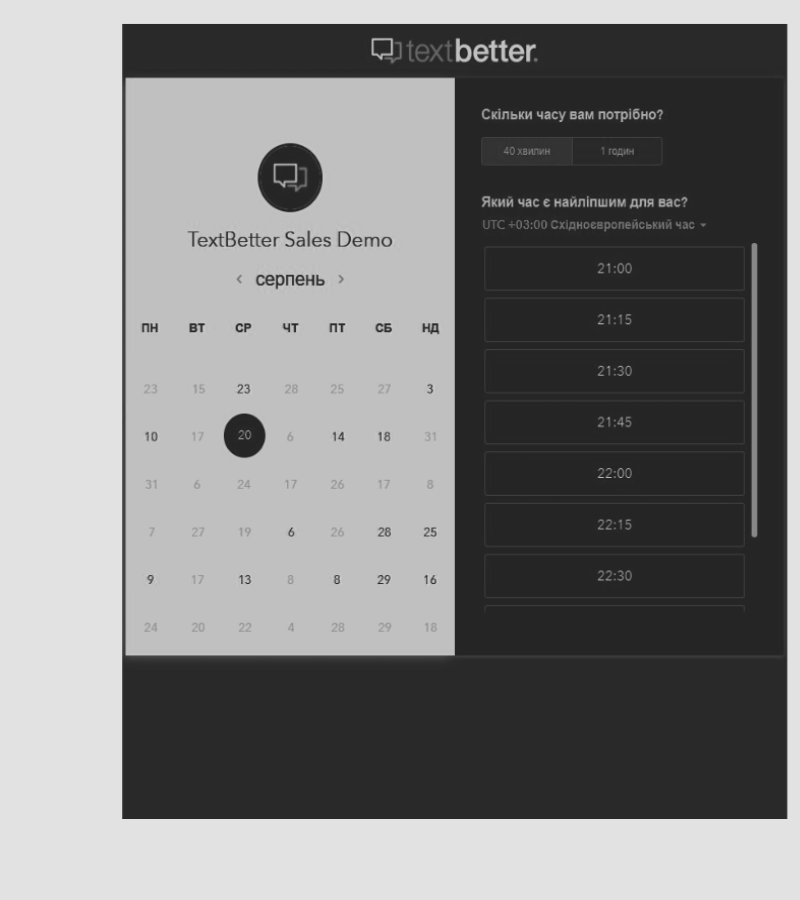 textbetter.
TextBetter Sales Demo
серпень
ПН ВТ СР ЧТ ПТ СБ НД
23 15 23 28 25 27 3
10 17 20 6 14 18 31
31 6 24 17 26 17 8
7 27 19 6 26 28 25
9 17 13 8 8 29 16
24 20 22 4 28 29 18
Скільки часу вам потрібно?
40 хвилин 1 годин
Який час є найліпшим для вас?
UTC +03:00 Східноєвропейський час
21:00
21:15
21:30
21:45
22:00
22:15
22:30